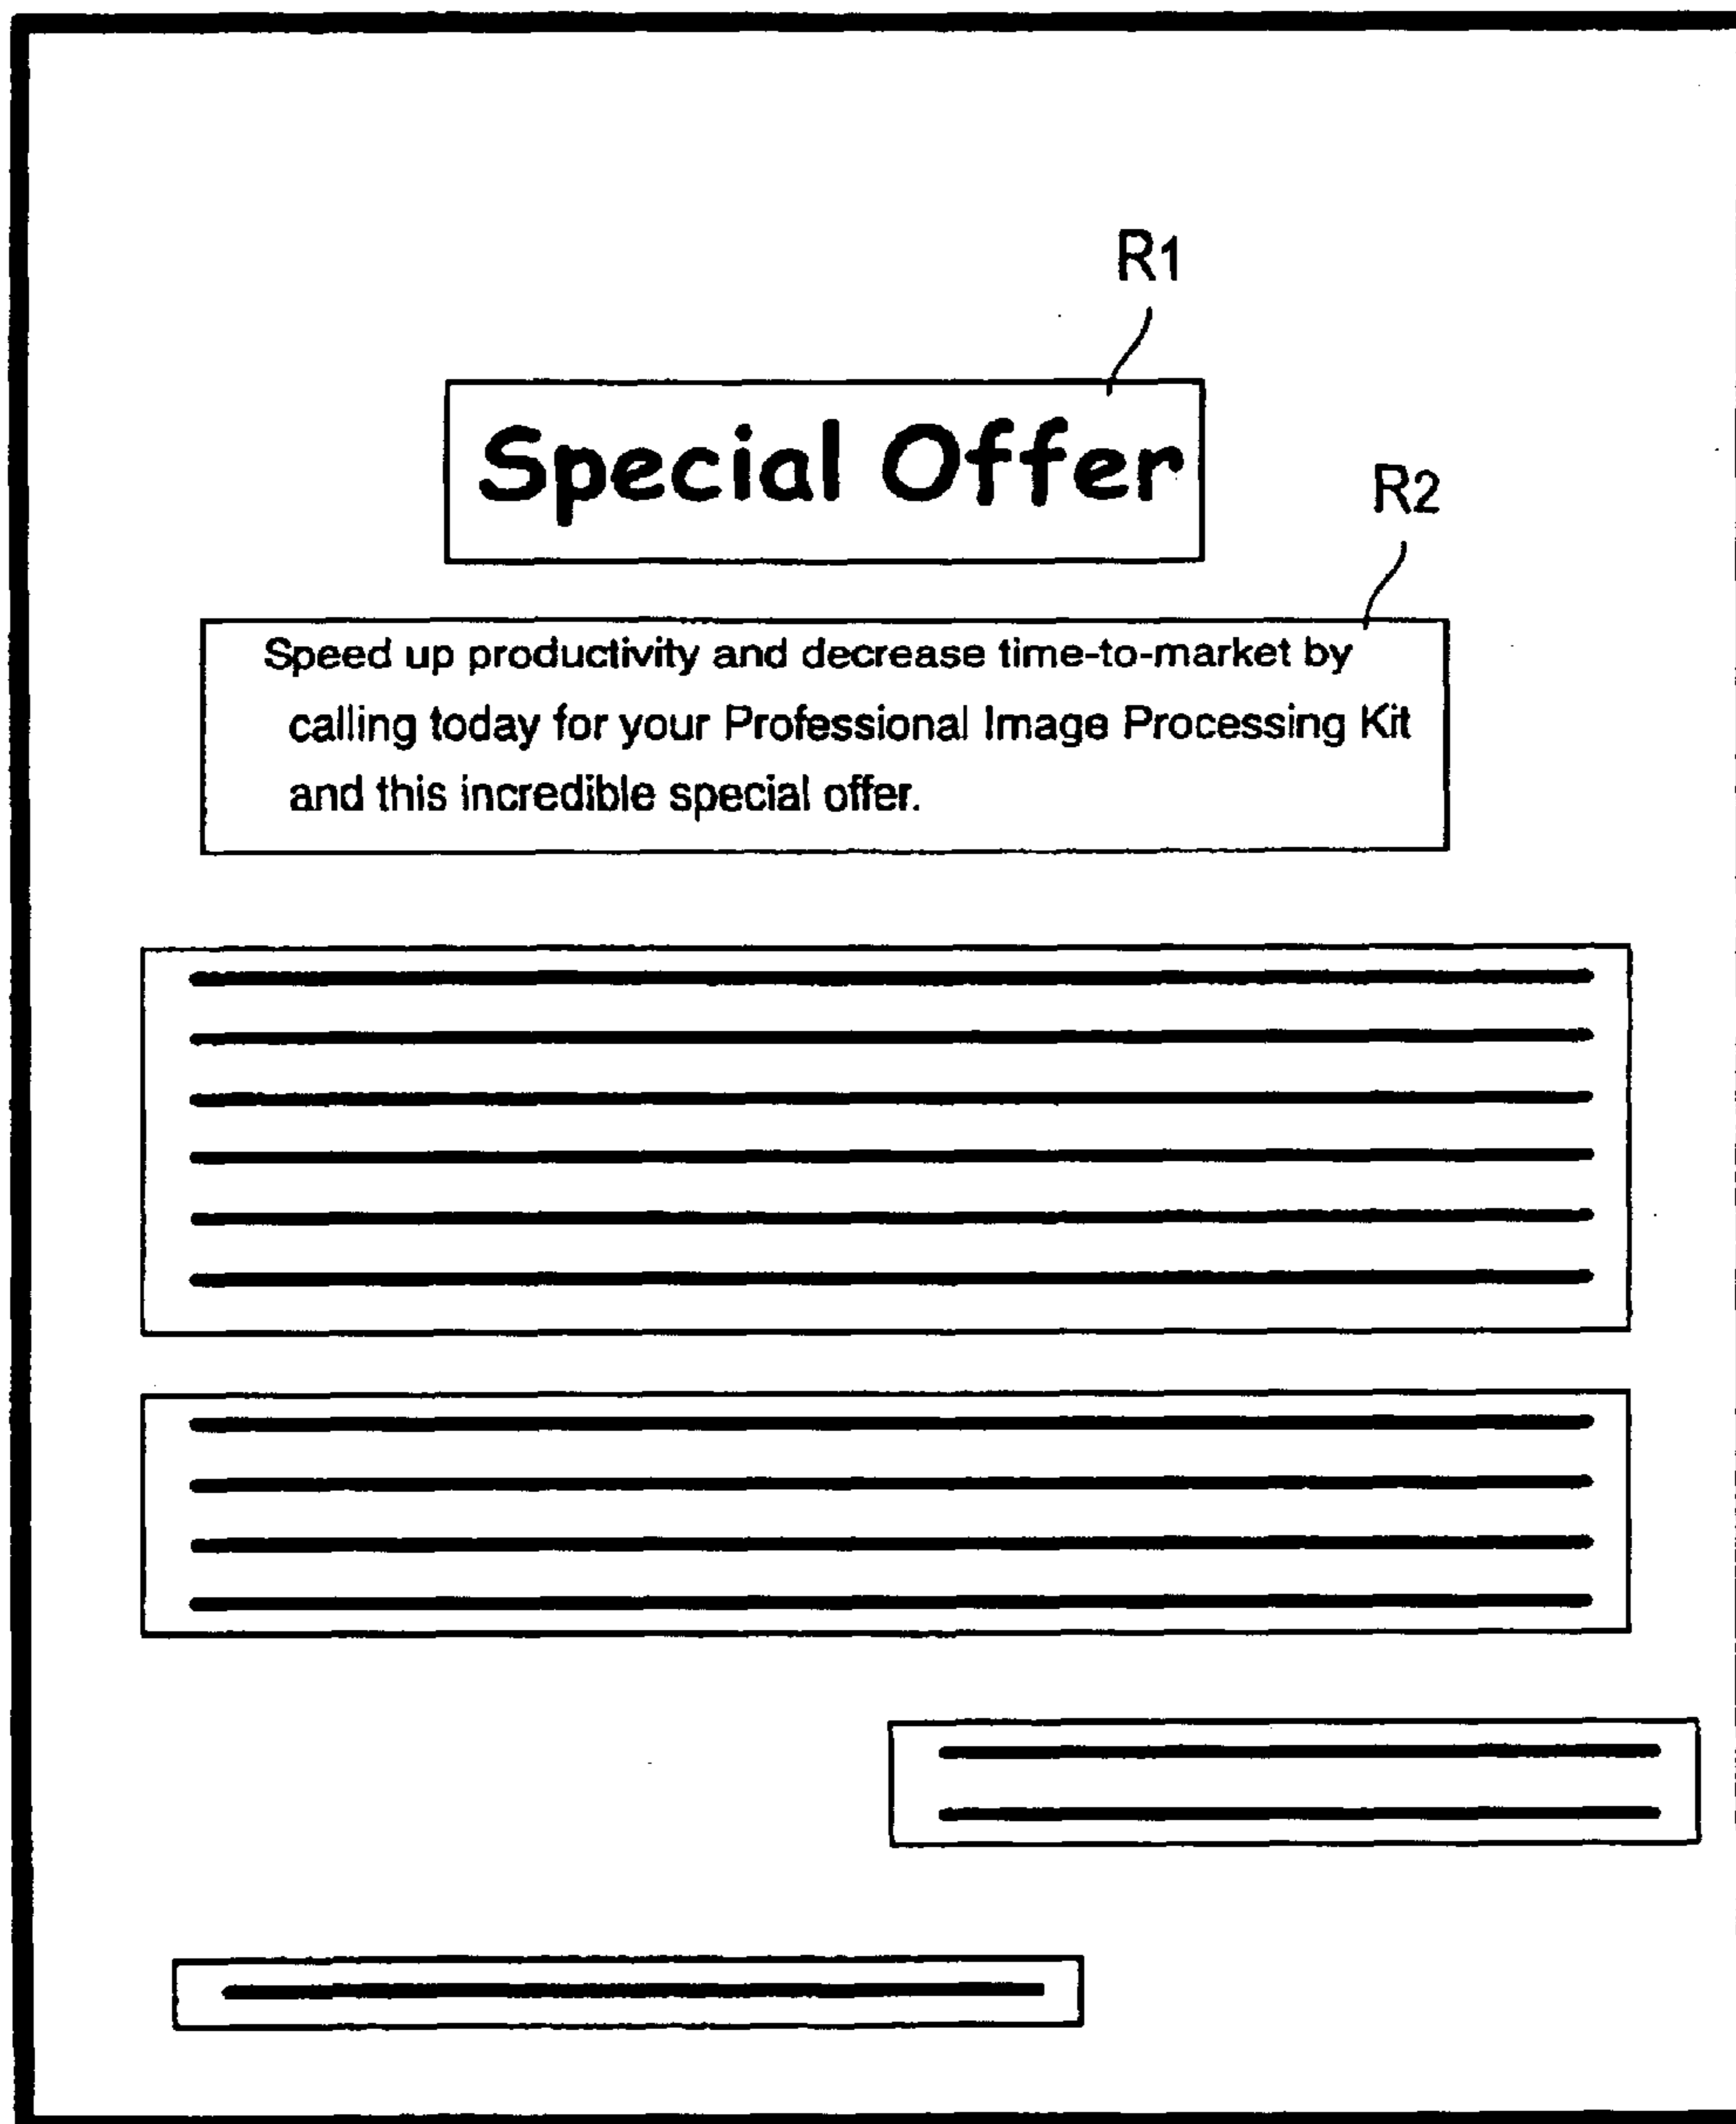 R1
Special Offer
R2
Speed up productivity and decrease time-to-market by
calling today for your Professional Image Processing Kit
and this incredible special offer.